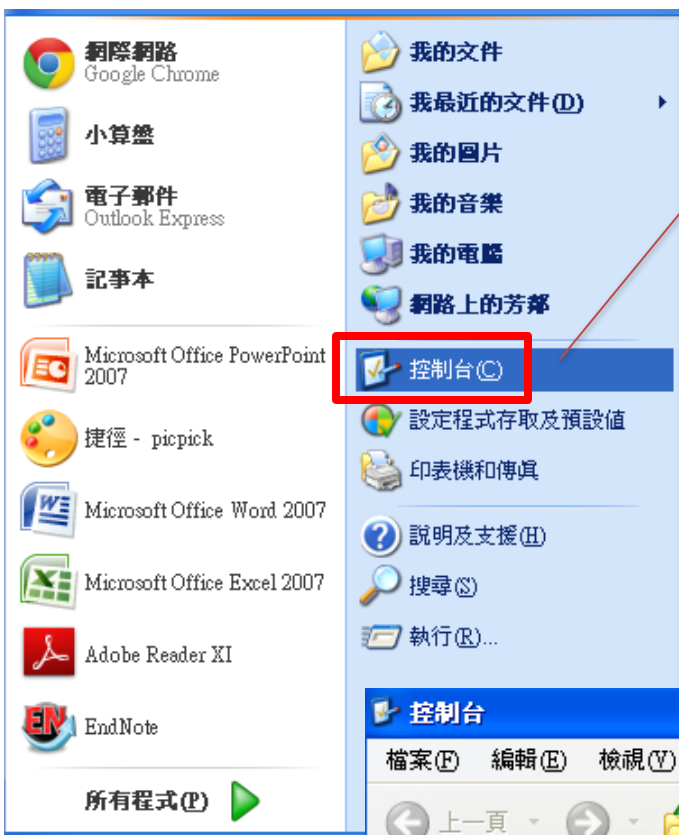 網際網路
Google Chrome
小算盤
電子郵件
Outlook Express
記事本
Microsoft Office PowerPoint
2007
捷徑 - picpick
Microsoft Office Word 2007
Microsoft Office Excel 2007
Adobe Reader XI
EndNote
所有程式(P)
我的文件
我最近的文件(D)
我的圖片
我的音樂
我的電腦
網路上的芳鄰
控制台(C)
設定程式存取及預設值
印表機和傳真
說明及支援(H)
搜尋(S)
執行(R)...
控制台
檔案(F) 編輯(E) 檢視(V)
上一頁